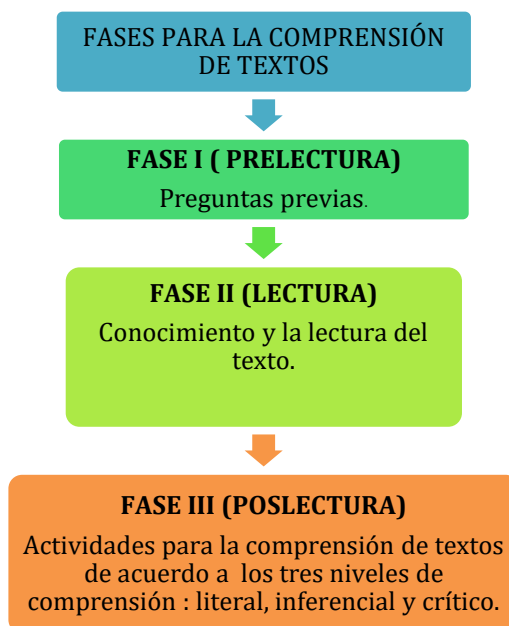 FASES PARA LA COMPRENSIÓN
DE TEXTOS
FASE I ( PRELECTURA)
Preguntas previas.
FASE II (LECTURA)
Conocimiento y la lectura del
texto.
FASE III (POSLECTURA)
Actividades para la comprensión de textos
de acuerdo a  los tres niveles de
comprensión : literal, inferencial y crítico.